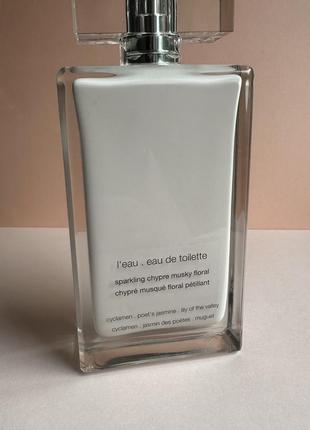 l'eau . eau de toilette
sparkling chypre musky floral
chypré musqué floral pétillant
cyclamen . poet's jasmine . lily of the valley
cyclamen . jasmin des poètes . muguet